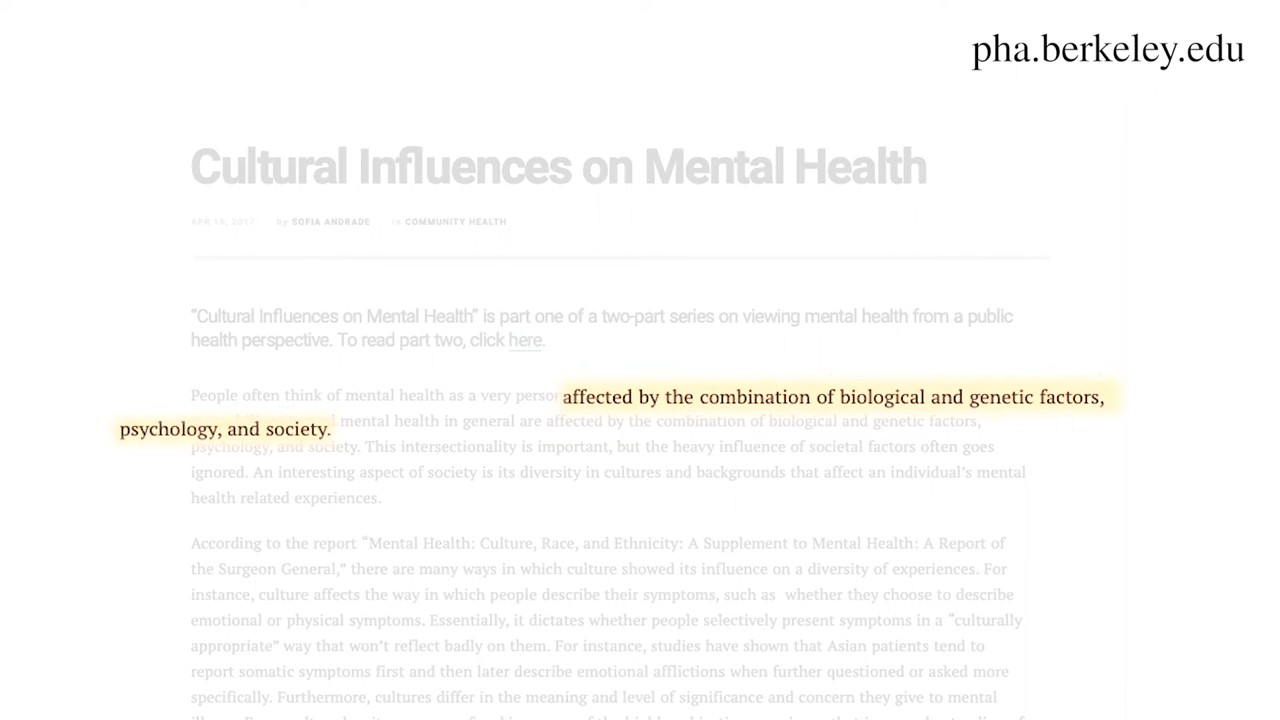 pha.berkeley.edu
Cultural Influences on Mental Health
APR 16, 2017 by SOFIA ANDRADE in COMMUNITY HEALTH
“Cultural Influences on Mental Health” is part one of a two-part series on viewing mental health from a public
health perspective. To read part two, click here.
People often think of mental health as a very perso
affected by the combination of biological and genetic factors,
psychology, and society.
mental health in general are affected by the combination of biological and genetic factors,
psychology, and society. This intersectionality is important, but the heavy influence of societal factors often goes
ignored. An interesting aspect of society is its diversity in cultures and backgrounds that affect an individual’s mental
health related experiences.
According to the report “Mental Health: Culture, Race, and Ethnicity: A Supplement to Mental Health: A Report of
the Surgeon General,” there are many ways in which culture showed its influence on a diversity of experiences. For
instance, culture affects the way in which people describe their symptoms, such as whether they choose to describe
emotional or physical symptoms. Essentially, it dictates whether people selectively present symptoms in a “culturally
appropriate” way that won’t reflect badly on them. For instance, studies have shown that Asian patients tend to
report somatic symptoms first and then later describe emotional afflictions when further questioned or asked more
specifically. Furthermore, cultures differ in the meaning and level of significance and concern they give to mental